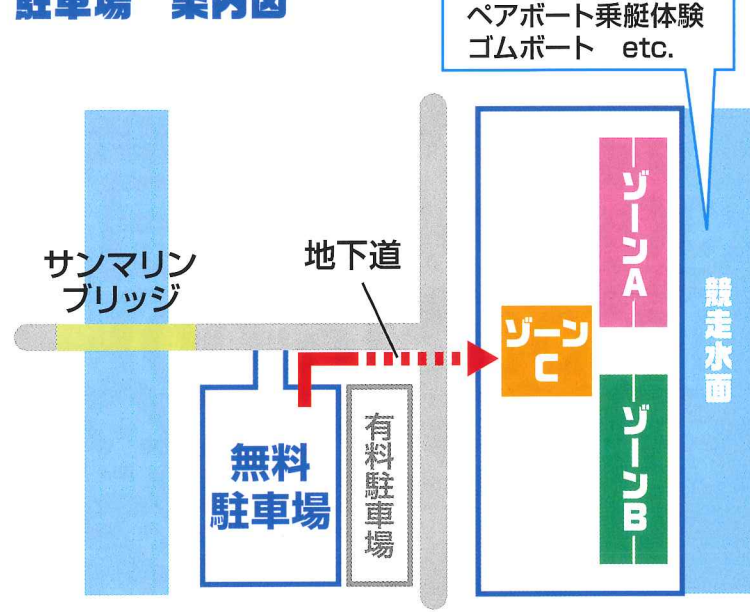 駐車場 案内図
ペアボート乗艇体験
ゴムボート etc.
サンマリン
ブリッジ
地下道
ゾーンA
ゾーン
C
ゾーンB
競走水面
無料
駐車場
有料駐車場